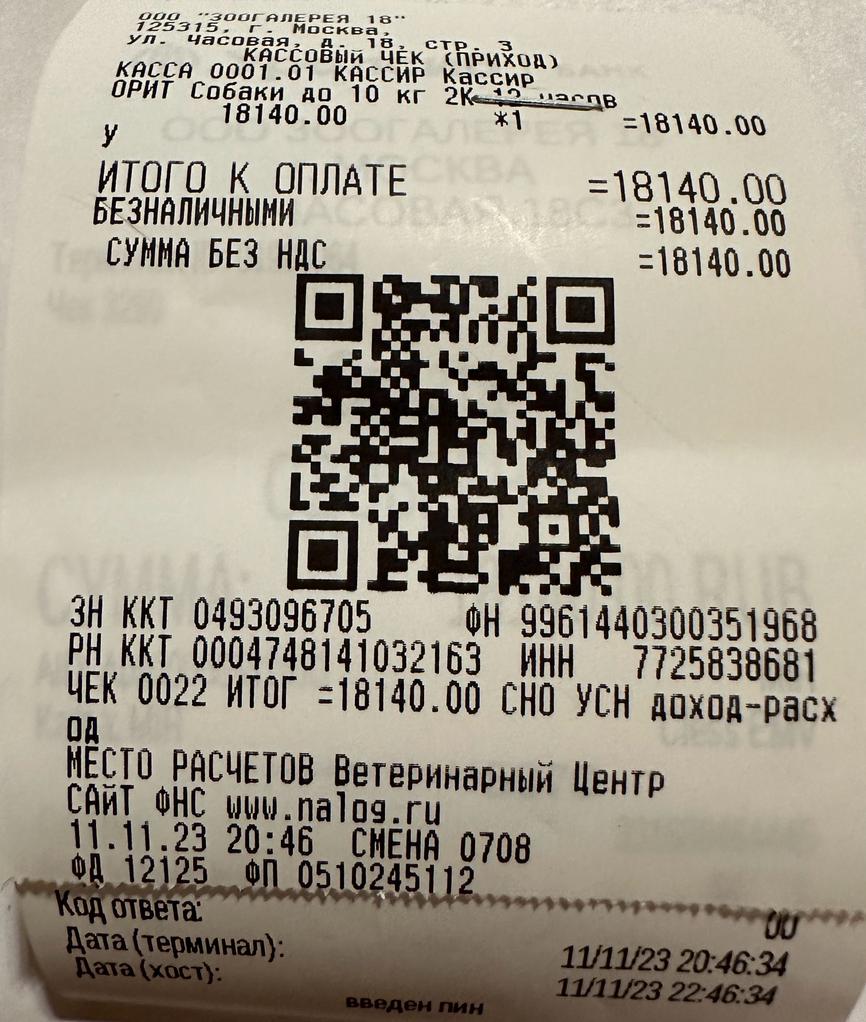 ООО "ЗООГАЛЕРЕЯ 18"
125315, г. Москва,
ул. Часовая, д. 18, стр. 3
КАССОВЫЙ ЧЕК (ПРИХОД)
КАССА 0001.01 КАССИР Кассир
ОРИТ Собаки до 10 кг 2К 12 часов
18140.00 *1 =18140.00
у
ИТОГО К ОПЛАТЕ =18140.00
БЕЗНАЛИЧНЫМИ =18140.00
СУММА БЕЗ НДС =18140.00
ЗН ККТ 0493096705 ФН 9961440300351968
РН ККТ 0004748141032163 ИНН 7725838681
ЧЕК 0022 ИТОГ =18140.00 СНО УСН доход-расх
од
МЕСТО РАСЧЕТОВ Ветеринарный Центр
САЙТ ФНС www.nalog.ru
11.11.23 20:46 СМЕНА 0708
ФД 12125 ФП 0510245112
Код ответа: 00
Дата (терминал): 11/11/23 20:46:34
Дата (хост): 11/11/23 22:46:34
введен пин